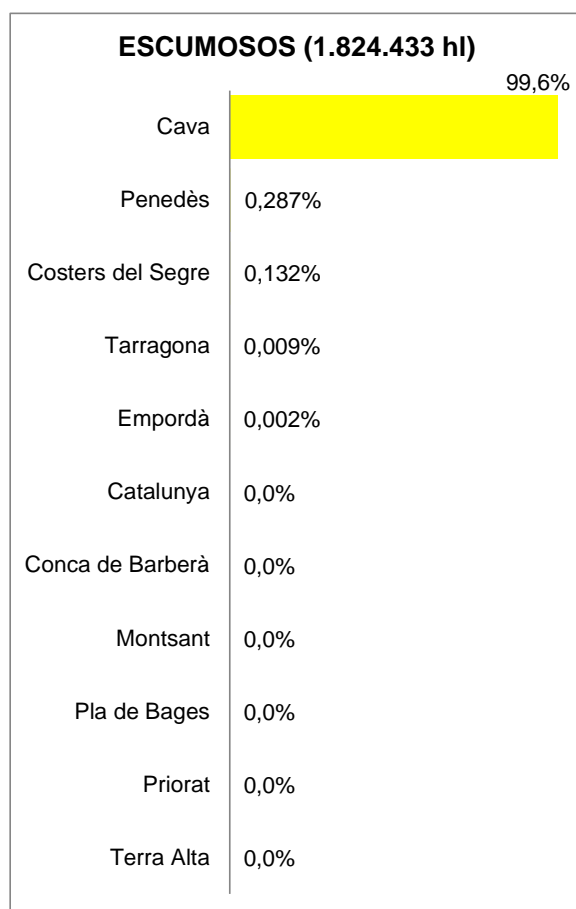 ESCUMOSOS (1.824.433 hl)
99,6%
Cava
Penedès 0,287%
Costers del Segre 0,132%
Tarragona 0,009%
Empordà 0,002%
Catalunya 0,0%
Conca de Barberà 0,0%
Montsant 0,0%
Pla de Bages 0,0%
Priorat 0,0%
Terra Alta 0,0%